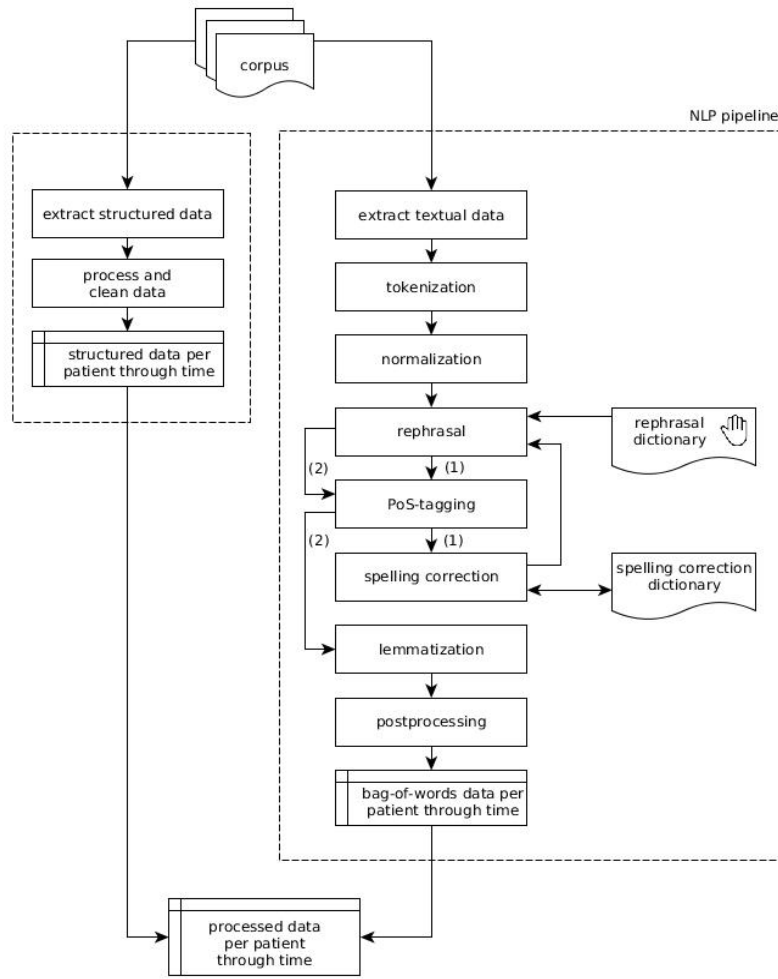 corpus
NLP pipeline
extract structured data
process and
clean data
structured data per
patient through time
extract textual data
tokenization
normalization
rephrasal
rephrasal
dictionary
(2)
(1)
PoS-tagging
(2)
(1)
spelling correction
spelling correction
dictionary
lemmatization
postprocessing
bag-of-words data per
patient through time
processed data
per patient
through time